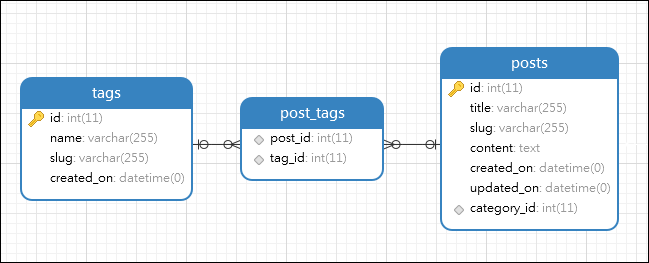 tags
id: int(11)
name: varchar(255)
slug: varchar(255)
created_on: datetime(0)
post_tags
post_id: int(11)
tag_id: int(11)
posts
id: int(11)
title: varchar(255)
slug: varchar(255)
content: text
created_on: datetime(0)
updated_on: datetime(0)
category_id: int(11)